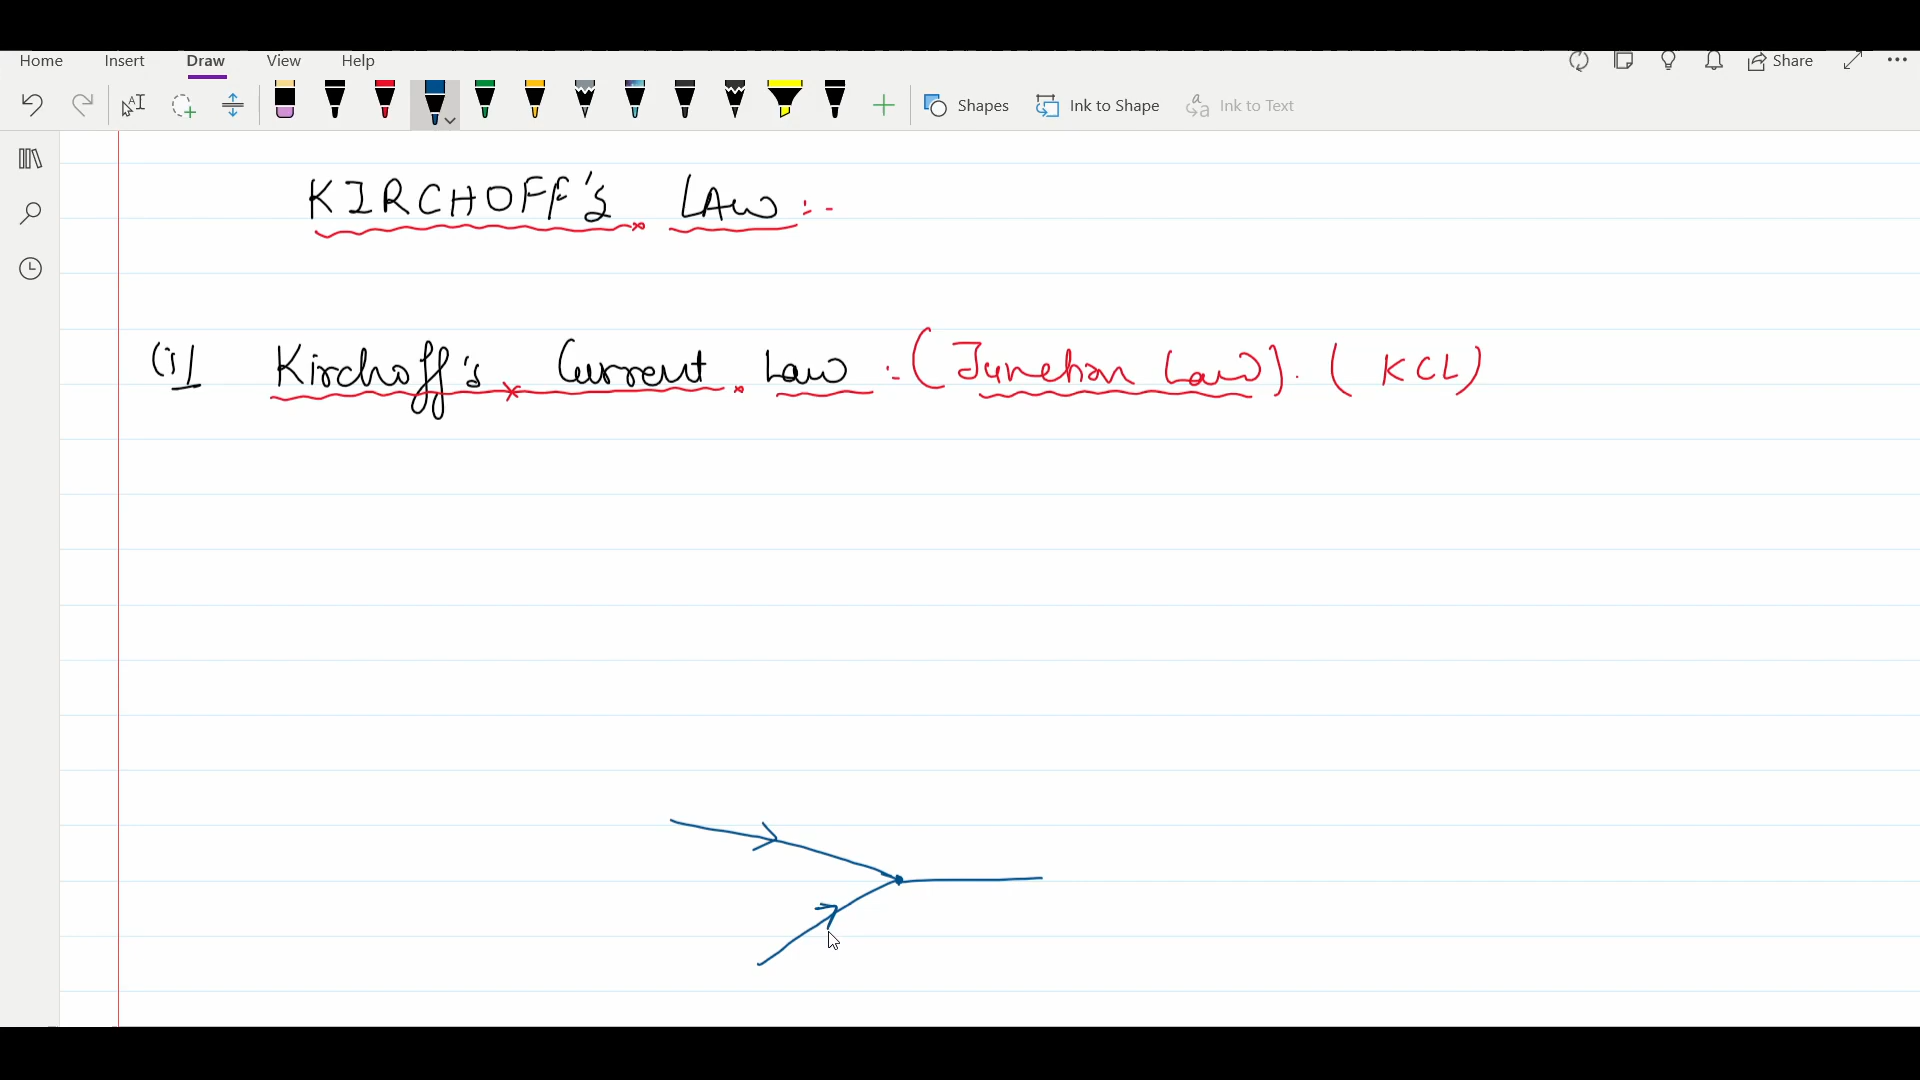 Home Insert Draw View Help Share
Shapes Ink to Shape Ink to Text
KIRCHOFF's LAW :-
(i) Kirchoff's Current Law :- (Junction Law). (KCL)